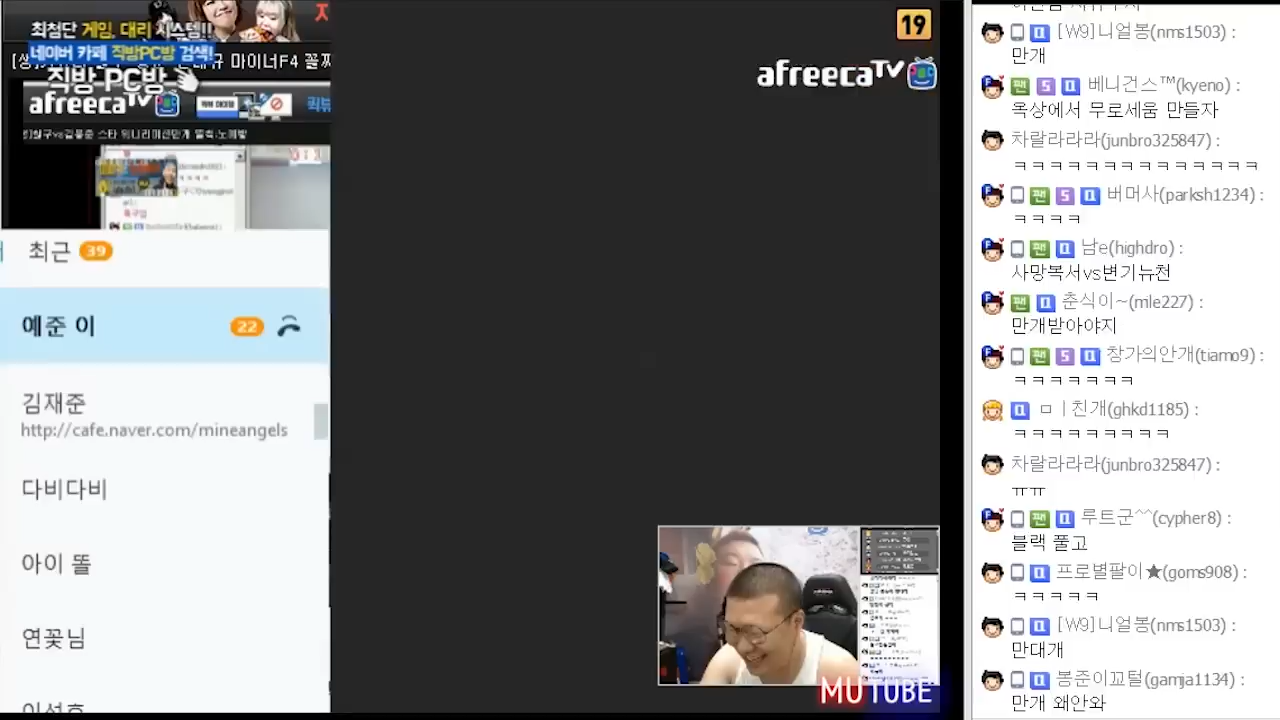 최첨단 게임, 대리 시스템!!
네이버 카페 직방PC방 검색!
마이너F4 꼴찌
직방 PC방
afreecaTV
최근 39
예준 이 22
김재준
http://cafe.naver.com/mineangels
다비다비
아이 똘
연꽃님
19
afreecaTV
MUTUBE
[W9]니얼봉(nms1503) :
만개
베니건스™(kyeno) :
옥상에서 무로세움 만들자
차랄라라라(junbro325847) :
ㅋㅋㅋㅋㅋㅋㅋㅋㅋㅋㅋㅋㅋㅋ
버머사(parksh1234) :
ㅋㅋㅋㅋ
남e(highdro) :
사망복서vs변기뉴천
춘식이~(mle227) :
만개받아야지
창가의안개(tiamo9) :
ㅋㅋㅋㅋㅋㅋㅋ
ㅁㅣ친개(ghkd1185) :
ㅋㅋㅋㅋㅋㅋㅋㅋㅋ
차랄라라라(junbro325847) :
ㅠㅠ
루트군^^(cypher8) :
블랙 풀고
프로별팔이★(goms908) :
ㅋㅋㅋㅋㅋ
[W9]니얼봉(nms1503) :
만대개
봉준이꼬털(gamja1134) :
만개 왜안와